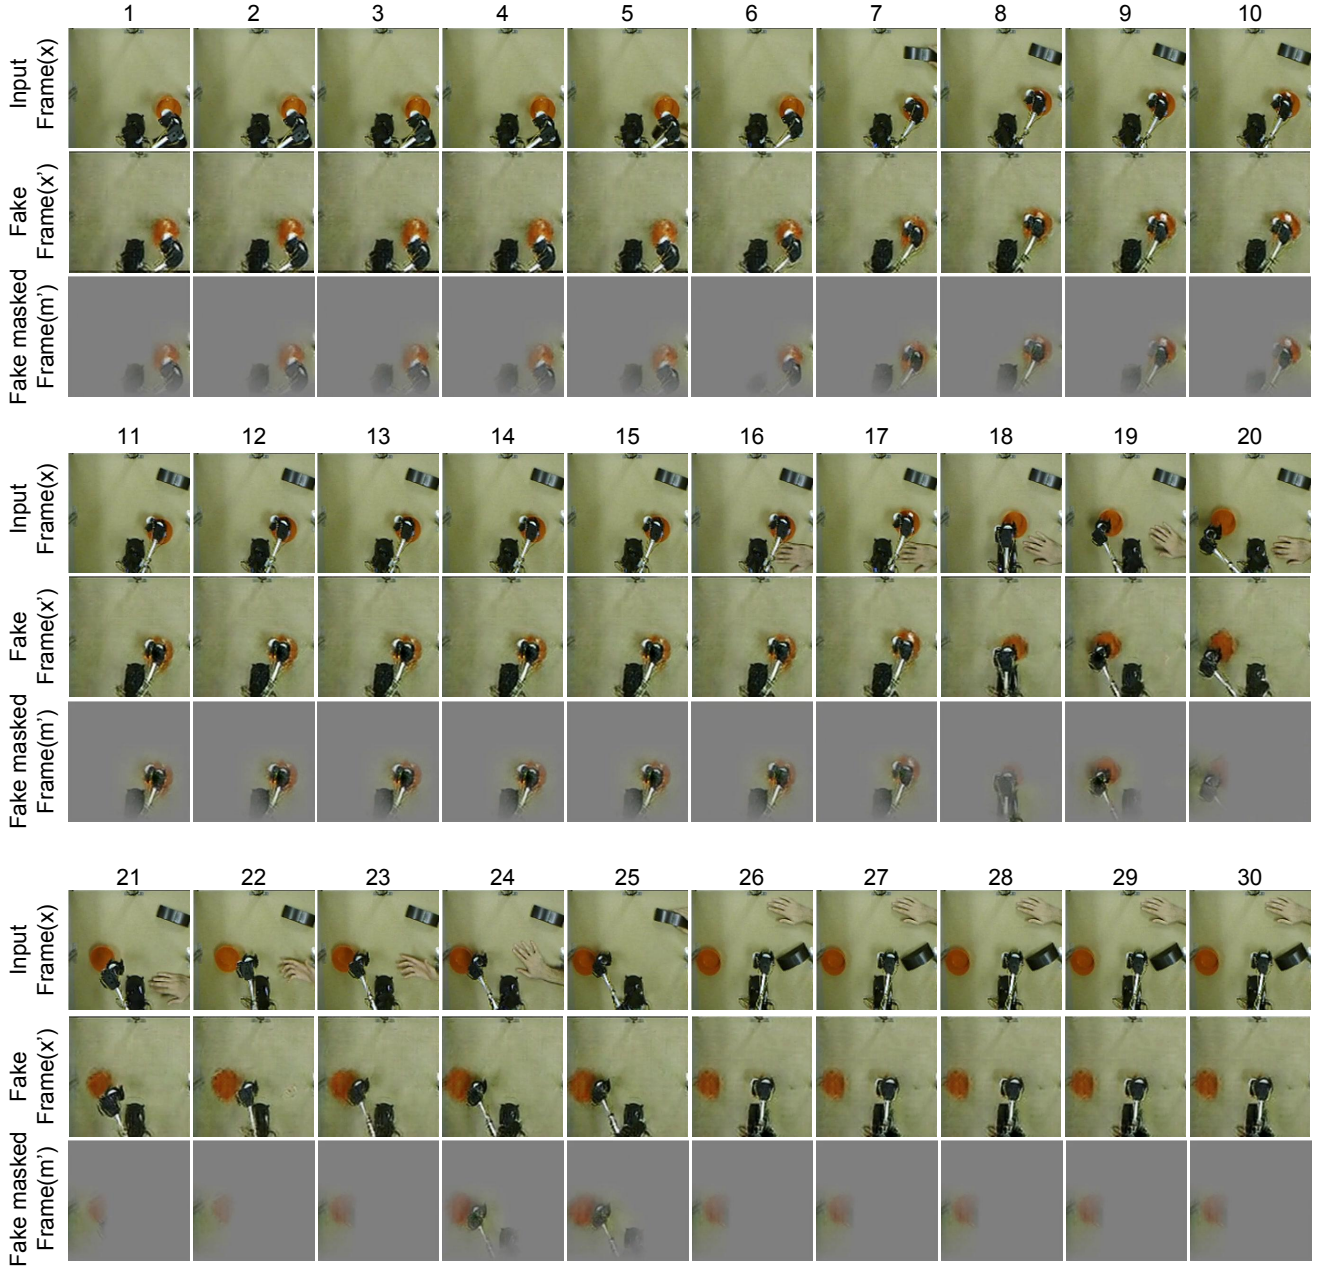 1 2 3 4 5 6 7 8 9 10
Input
Frame(x)
Fake
Frame(x')
Fake masked
Frame(m')
11 12 13 14 15 16 17 18 19 20
Input
Frame(x)
Fake
Frame(x')
Fake masked
Frame(m')
21 22 23 24 25 26 27 28 29 30
Input
Frame(x)
Fake
Frame(x')
Fake masked
Frame(m')